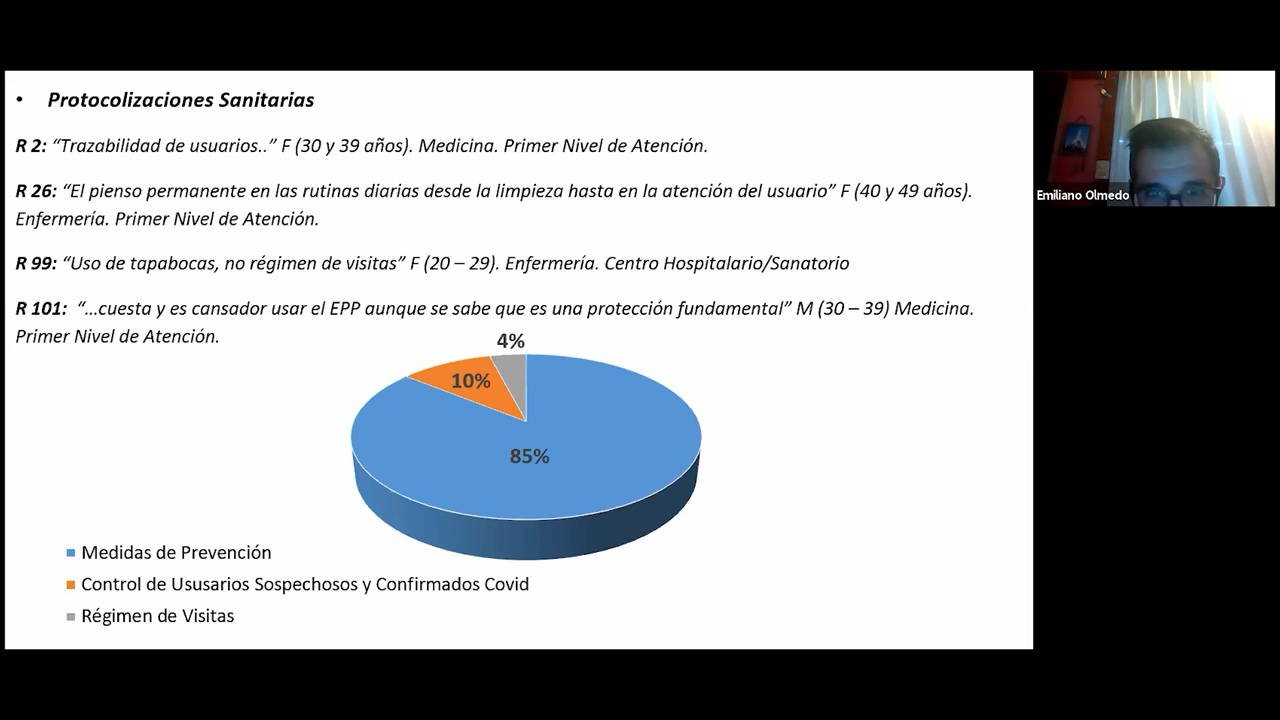 • Protocolizaciones Sanitarias
R 2: “Trazabilidad de usuarios..” F (30 y 39 años). Medicina. Primer Nivel de Atención.
R 26: “El pienso permanente en las rutinas diarias desde la limpieza hasta en la atención del usuario” F (40 y 49 años).
Enfermería. Primer Nivel de Atención.
R 99: “Uso de tapabocas, no régimen de visitas” F (20 – 29). Enfermería. Centro Hospitalario/Sanatorio
R 101: “...cuesta y es cansador usar el EPP aunque se sabe que es una protección fundamental” M (30 – 39) Medicina.
Primer Nivel de Atención.
4%
10%
85%
Medidas de Prevención
Control de Ususarios Sospechosos y Confirmados Covid
Régimen de Visitas
Emiliano Olmedo